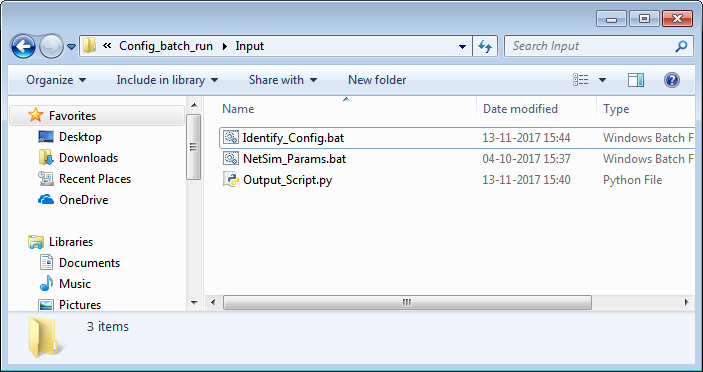 « Config_batch_run Input Search Input
Organize Include in library Share with New folder
Favorites
Desktop
Downloads
Recent Places
OneDrive
Libraries
Documents
Music
Pictures
Name Date modified Type
Identify_Config.bat 13-11-2017 15:44 Windows Batch F
NetSim_Params.bat 04-10-2017 15:37 Windows Batch F
Output_Script.py 13-11-2017 15:40 Python File
3 items